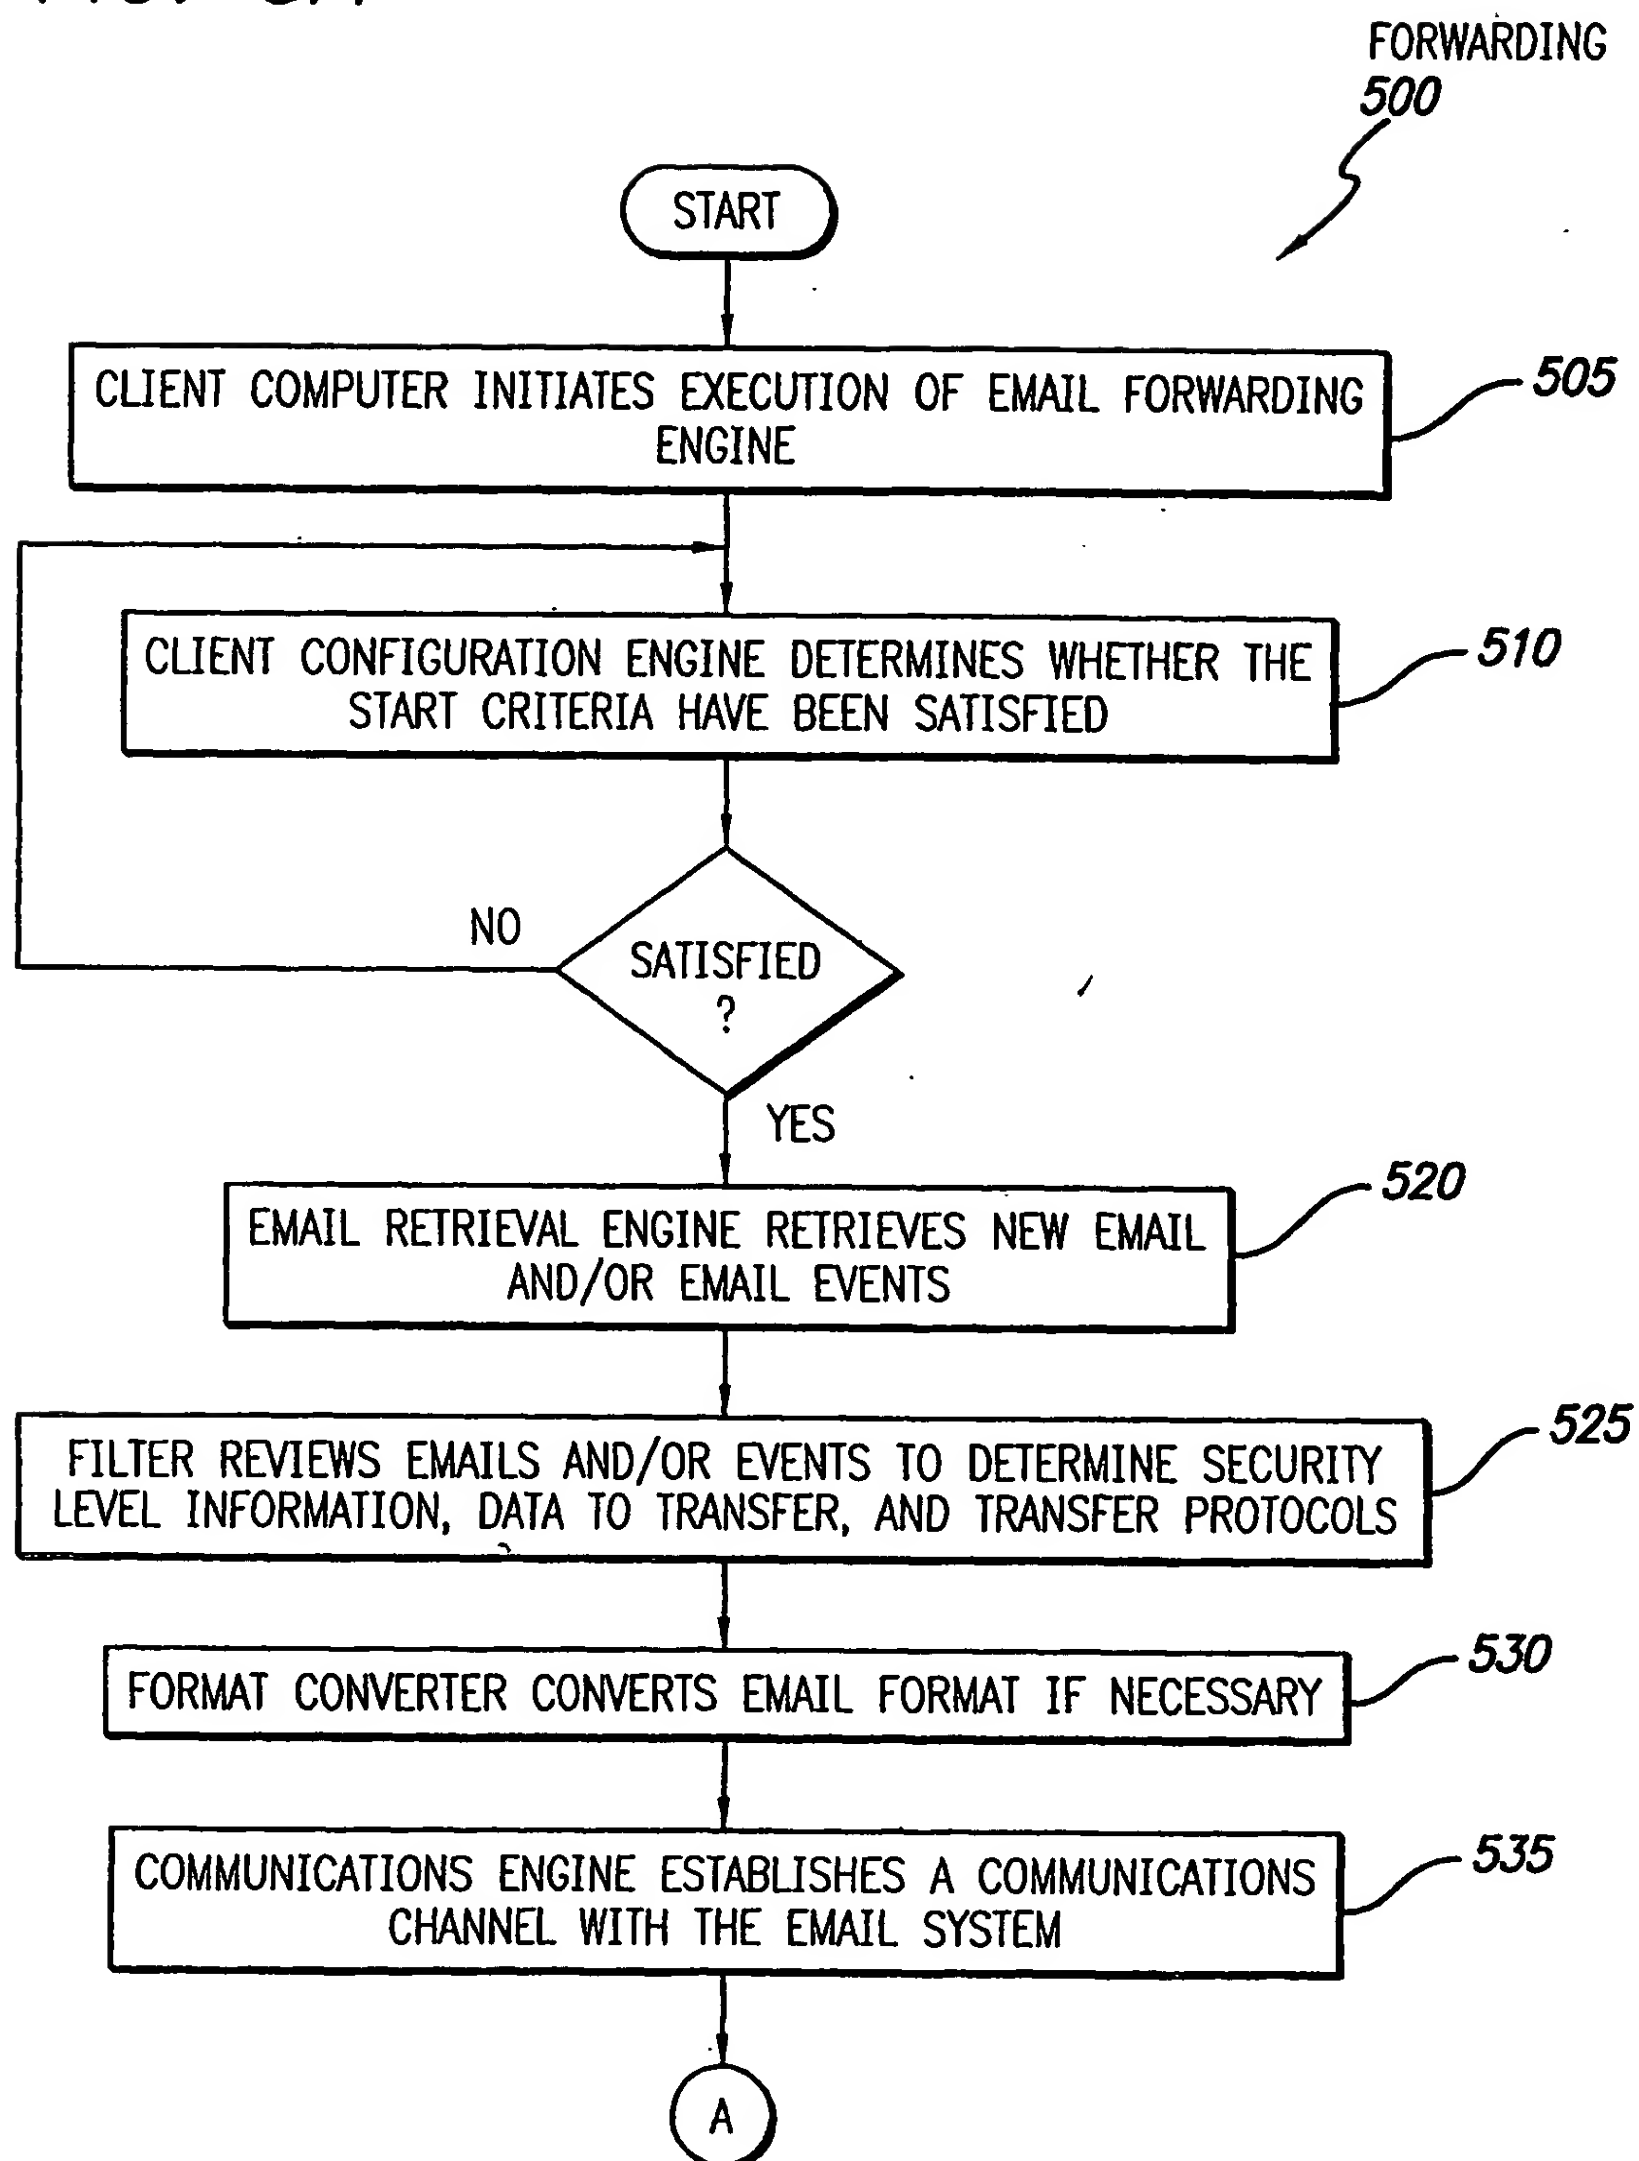 FORWARDING
500
START
CLIENT COMPUTER INITIATES EXECUTION OF EMAIL FORWARDING
ENGINE
505
CLIENT CONFIGURATION ENGINE DETERMINES WHETHER THE
START CRITERIA HAVE BEEN SATISFIED
510
NO
SATISFIED
?
YES
EMAIL RETRIEVAL ENGINE RETRIEVES NEW EMAIL
AND/OR EMAIL EVENTS
520
FILTER REVIEWS EMAILS AND/OR EVENTS TO DETERMINE SECURITY
LEVEL INFORMATION, DATA TO TRANSFER, AND TRANSFER PROTOCOLS
525
FORMAT CONVERTER CONVERTS EMAIL FORMAT IF NECESSARY
530
COMMUNICATIONS ENGINE ESTABLISHES A COMMUNICATIONS
CHANNEL WITH THE EMAIL SYSTEM
535
A